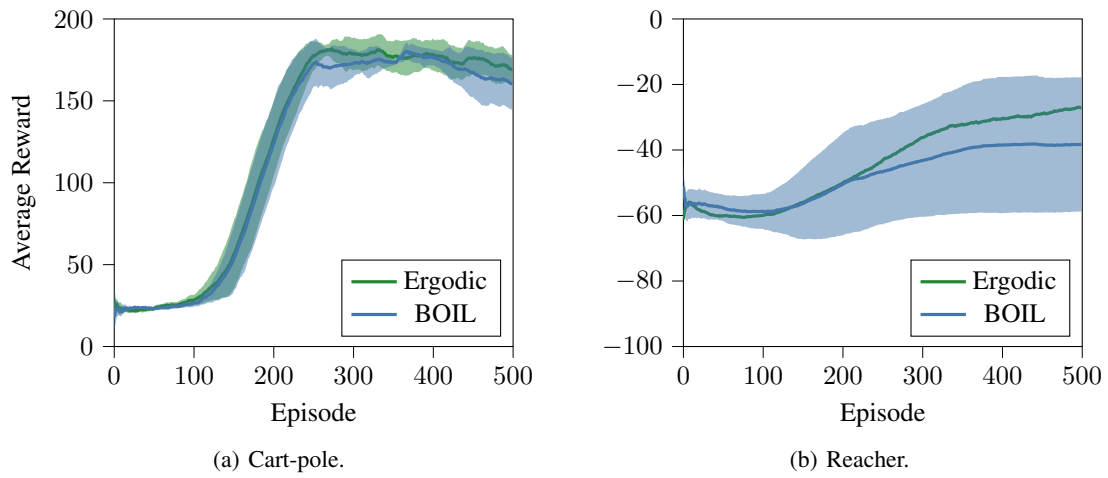 200
150
100
50
0
Average Reward
Ergodic
BOIL
0 100 200 300 400 500
Episode
(a) Cart-pole.
0
−20
−40
−60
−80
−100
Ergodic
BOIL
0 100 200 300 400 500
Episode
(b) Reacher.